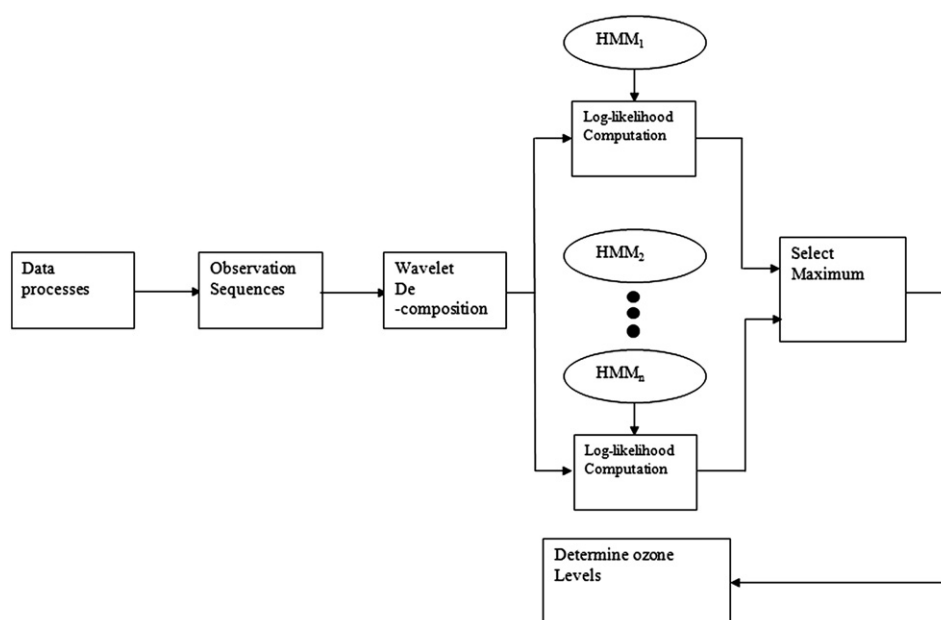 HMM₁
Log-likelihood
Computation
Data
processes
Observation
Sequences
Wavelet
De
-composition
HMM₂
Select
Maximum
HMMₙ
Log-likelihood
Computation
Determine ozone
Levels